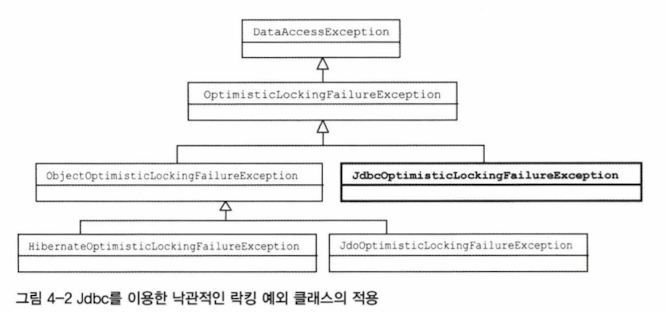 DataAccessException
OptimisticLockingFailureException
ObjectOptimisticLockingFailureException
JdbcOptimisticLockingFailureException
HibernateOptimisticLockingFailureException
JdoOptimisticLockingFailureException
그림 4-2 Jdbc를 이용한 낙관적인 락킹 예외 클래스의 적용